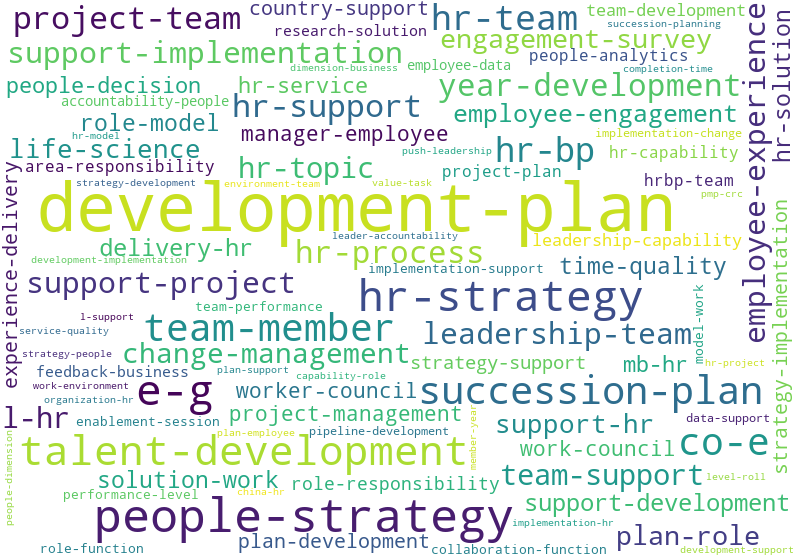 project-team
country-support
hr-team
team-development
succession-planning
research-solution
engagement-survey
support-implementation
dimension-business
employee-data
people-analytics
completion-time
people-decision
hr-service
year-development
accountability-people
hr-support
employee-engagement
role-model
hr-model
manager-employee
implementation-change
life-science
push-leadership
hr-bp
hr-capability
area-responsibility
hr-topic
project-plan
hrbp-team
employee-experience
hr-solution
strategy-development
environment-team
value-task
pmp-crc
development-plan
experience-delivery
delivery-hr
leader-accountability
leadership-capability
hr-process
development-implementation
implementation-support
time-quality
support-project
hr-strategy
strategy-implementation
model-work
team-performance
l-support
service-quality
team-member
leadership-team
strategy-people
change-management
feedback-business
plan-support
strategy-support
mb-hr
hr-project
capability-role
work-environment
e-g
worker-council
succession-plan
organization-hr
l-hr
enablement-session
project-management
support-hr
data-support
plan-employee
pipeline-development
member-year
people-dimension
talent-development
work-council
co-e
solution-work
role-responsibility
team-support
level-roll
performance-level
china-hr
support-development
people-strategy
implementation-hr
plan-role
role-function
plan-development
collaboration-function
development-support